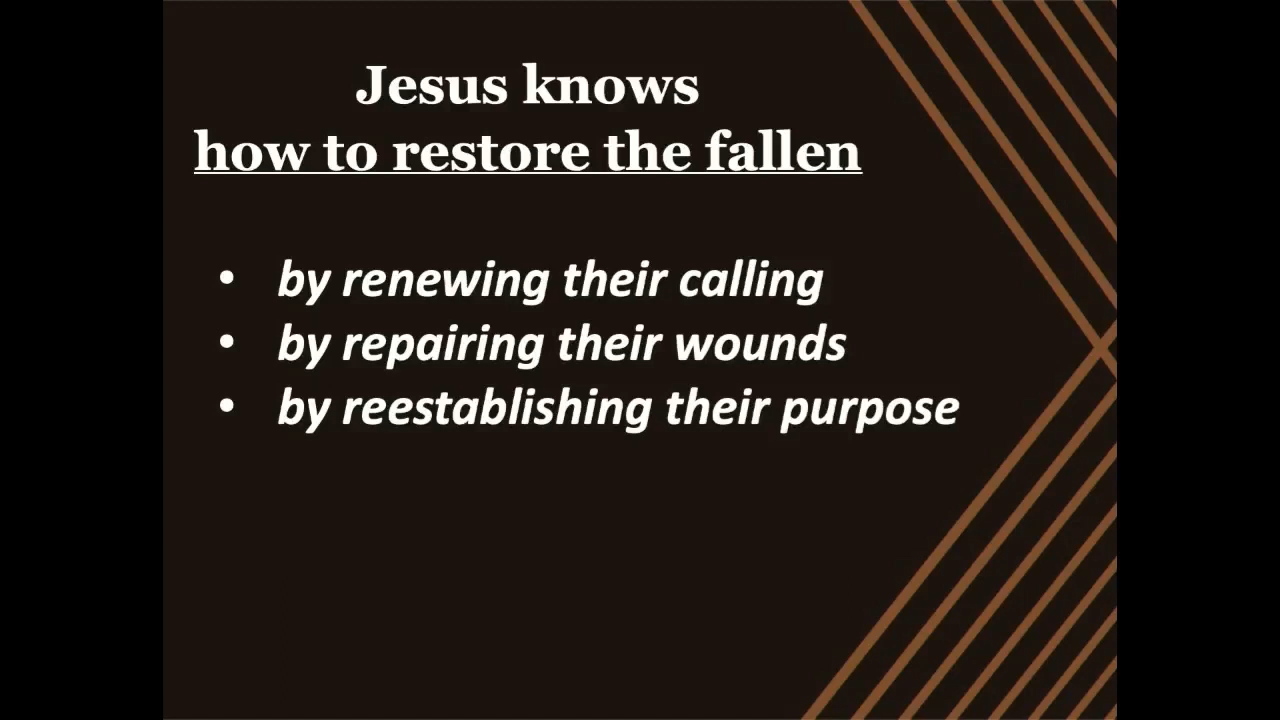 Jesus knows
how to restore the fallen
• by renewing their calling
• by repairing their wounds
• by reestablishing their purpose